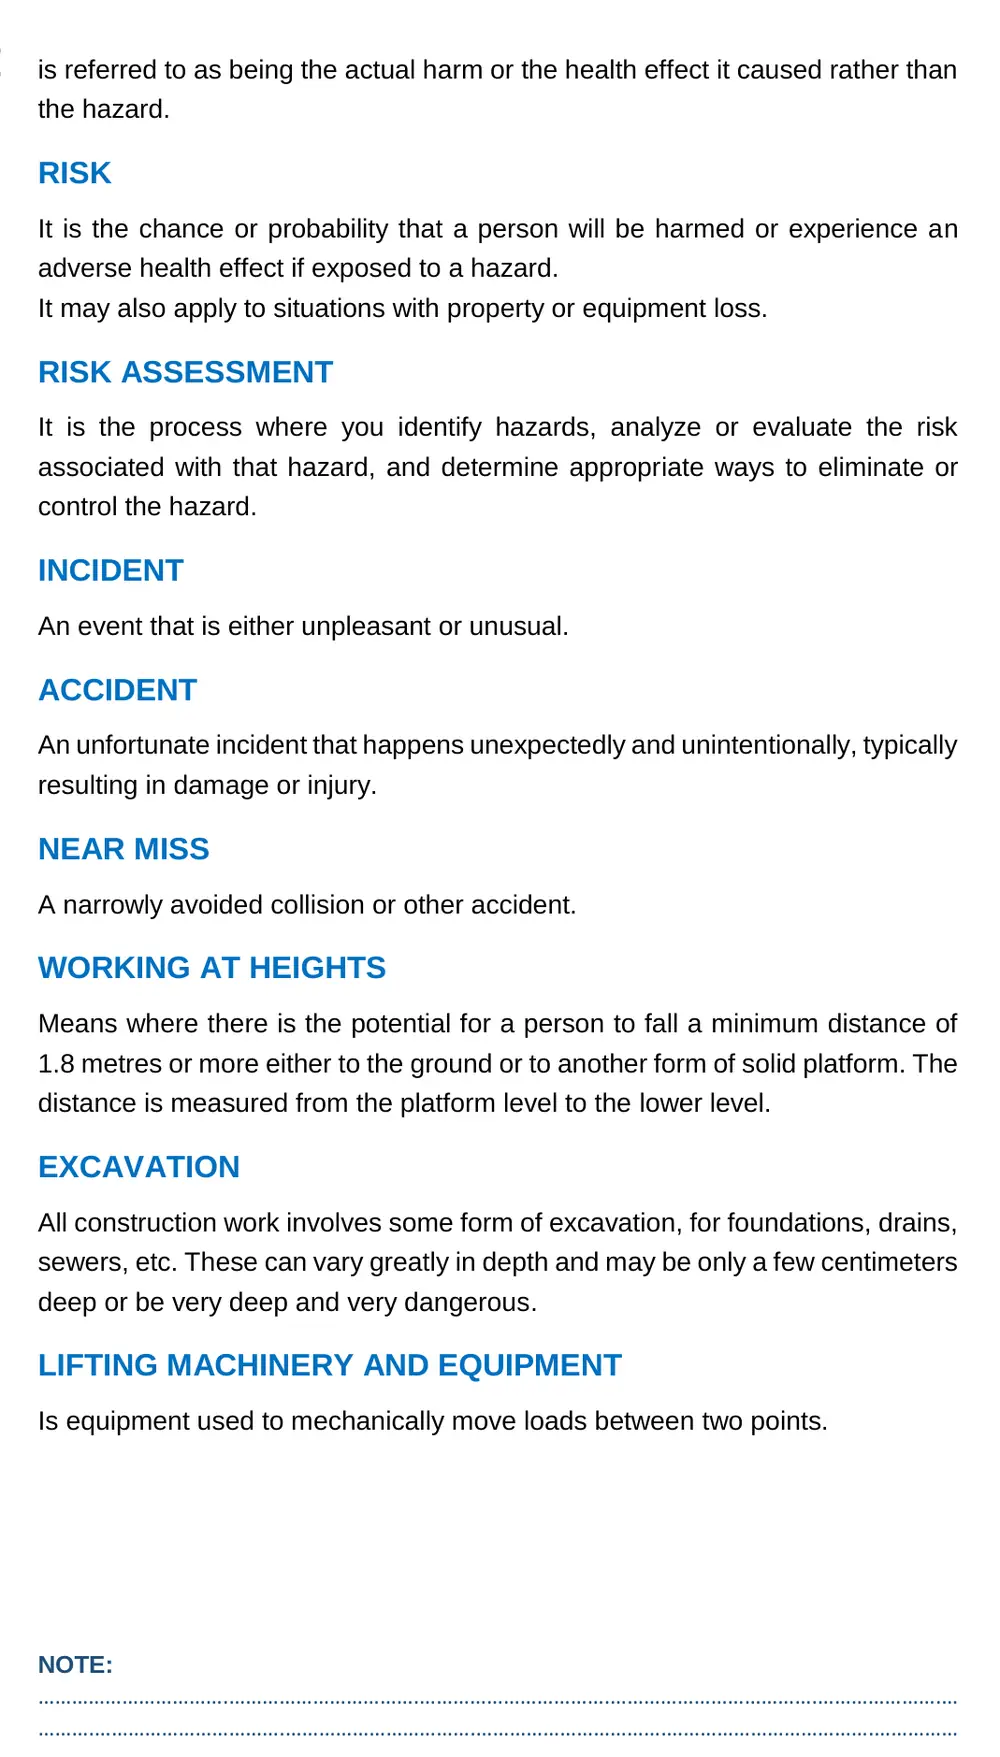 is referred to as being the actual harm or the health effect it caused rather than
the hazard.
RISK
It is the chance or probability that a person will be harmed or experience an
adverse health effect if exposed to a hazard.
It may also apply to situations with property or equipment loss.
RISK ASSESSMENT
It is the process where you identify hazards, analyze or evaluate the risk
associated with that hazard, and determine appropriate ways to eliminate or
control the hazard.
INCIDENT
An event that is either unpleasant or unusual.
ACCIDENT
An unfortunate incident that happens unexpectedly and unintentionally, typically
resulting in damage or injury.
NEAR MISS
A narrowly avoided collision or other accident.
WORKING AT HEIGHTS
Means where there is the potential for a person to fall a minimum distance of
1.8 metres or more either to the ground or to another form of solid platform. The
distance is measured from the platform level to the lower level.
EXCAVATION
All construction work involves some form of excavation, for foundations, drains,
sewers, etc. These can vary greatly in depth and may be only a few centimeters
deep or be very deep and very dangerous.
LIFTING MACHINERY AND EQUIPMENT
Is equipment used to mechanically move loads between two points.
NOTE: